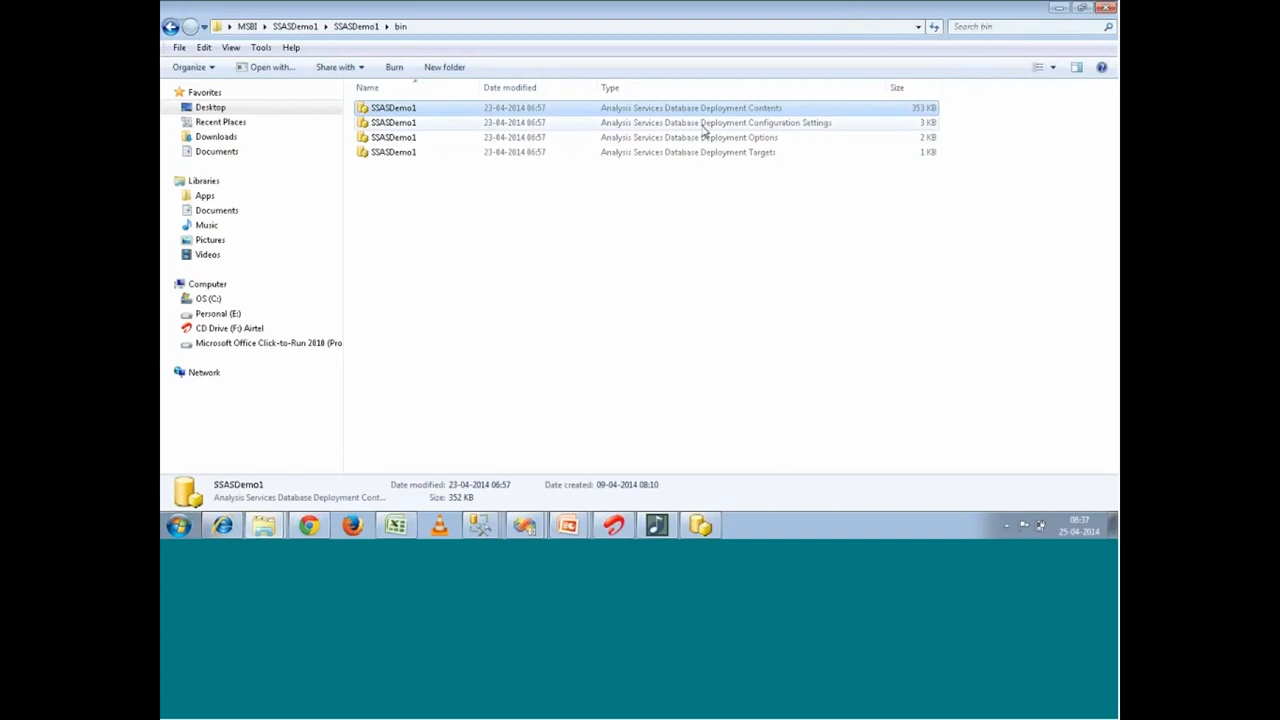 MSBI SSASDemo1 SSASDemo1 bin
Search bin
File Edit View Tools Help
Organize Open with... Share with Burn New folder
Name Date modified Type Size
SSASDemo1 23-04-2014 06:57 Analysis Services Database Deployment Contents 353 KB
SSASDemo1 23-04-2014 06:57 Analysis Services Database Deployment Configuration Settings 3 KB
SSASDemo1 23-04-2014 06:57 Analysis Services Database Deployment Options 2 KB
SSASDemo1 23-04-2014 06:57 Analysis Services Database Deployment Targets 1 KB
Favorites
Desktop
Recent Places
Downloads
Documents
Libraries
Apps
Documents
Music
Pictures
Videos
Computer
OS (C:)
Personal (E:)
CD Drive (F:) Airtel
Microsoft Office Click-to-Run 2010 (Pro
Network
SSASDemo1 Date modified: 23-04-2014 06:57 Date created: 09-04-2014 08:10
Analysis Services Database Deployment Cont... Size: 352 KB
08:37
25-04-2014